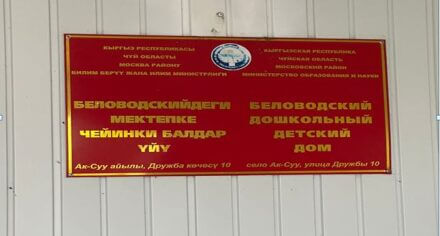 КЫРГЫЗ РЕСПУБЛИКАСЫ
ЧҮЙ ОБЛАСТЫ
МОСКВА РАЙОНУ
БИЛИМ БЕРҮҮ ЖАНА ИЛИМ МИНИСТРЛИГИ
БЕЛОВОДСКИЙДЕГИ
МЕКТЕПКЕ
ЧЕЙИНКИ БАЛДАР
ҮЙҮ
Ак-Суу айылы, Дружба көчөсү 10
КЫРГЫЗСКАЯ РЕСПУБЛИКА
ЧУЙСКАЯ ОБЛАСТЬ
МОСКОВСКИЙ РАЙОН
МИНИСТЕРСТВО ОБРАЗОВАНИЯ И НАУКИ
БЕЛОВОДСКИЙ
ДОШКОЛЬНЫЙ
ДЕТСКИЙ
ДОМ
село Ак-Суу, улица Дружбы 10